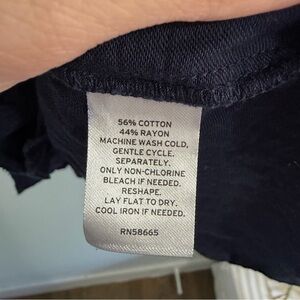 56% COTTON
44% RAYON
MACHINE WASH COLD,
GENTLE CYCLE.
SEPARATELY.
ONLY NON-CHLORINE
BLEACH IF NEEDED.
RESHAPE.
LAY FLAT TO DRY.
COOL IRON IF NEEDED.
RN58665